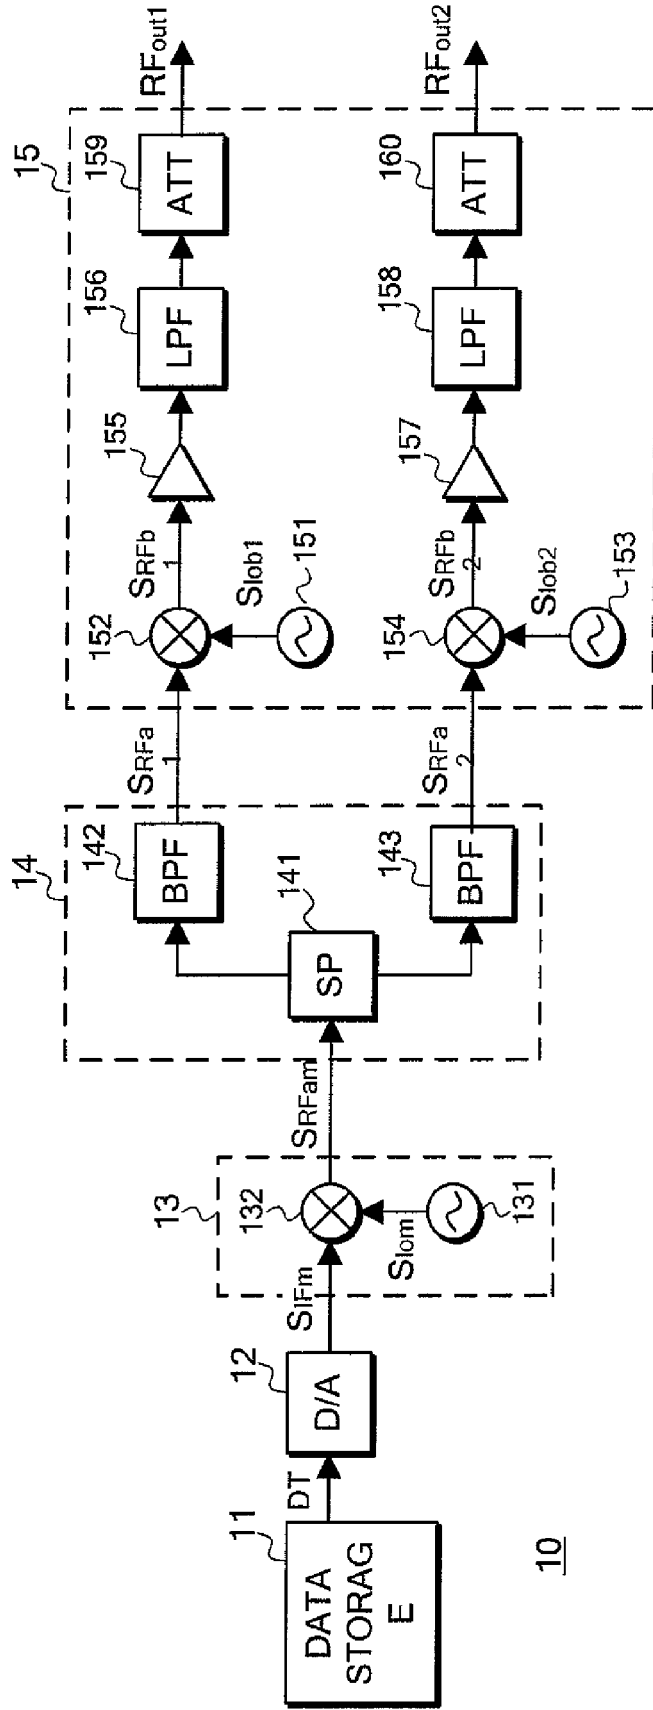 10
11
DATA
STORAG
E
DT
12
D/A
SIFm
13
132
Slom
131
SRFam
14
141
SP
142
BPF
143
BPF
SRFa
1
SRFa
2
15
152
Slob1
151
SRFb
1
155
156
LPF
159
ATT
RFout1
154
Slob2
153
SRFb
2
157
158
LPF
160
ATT
RFout2